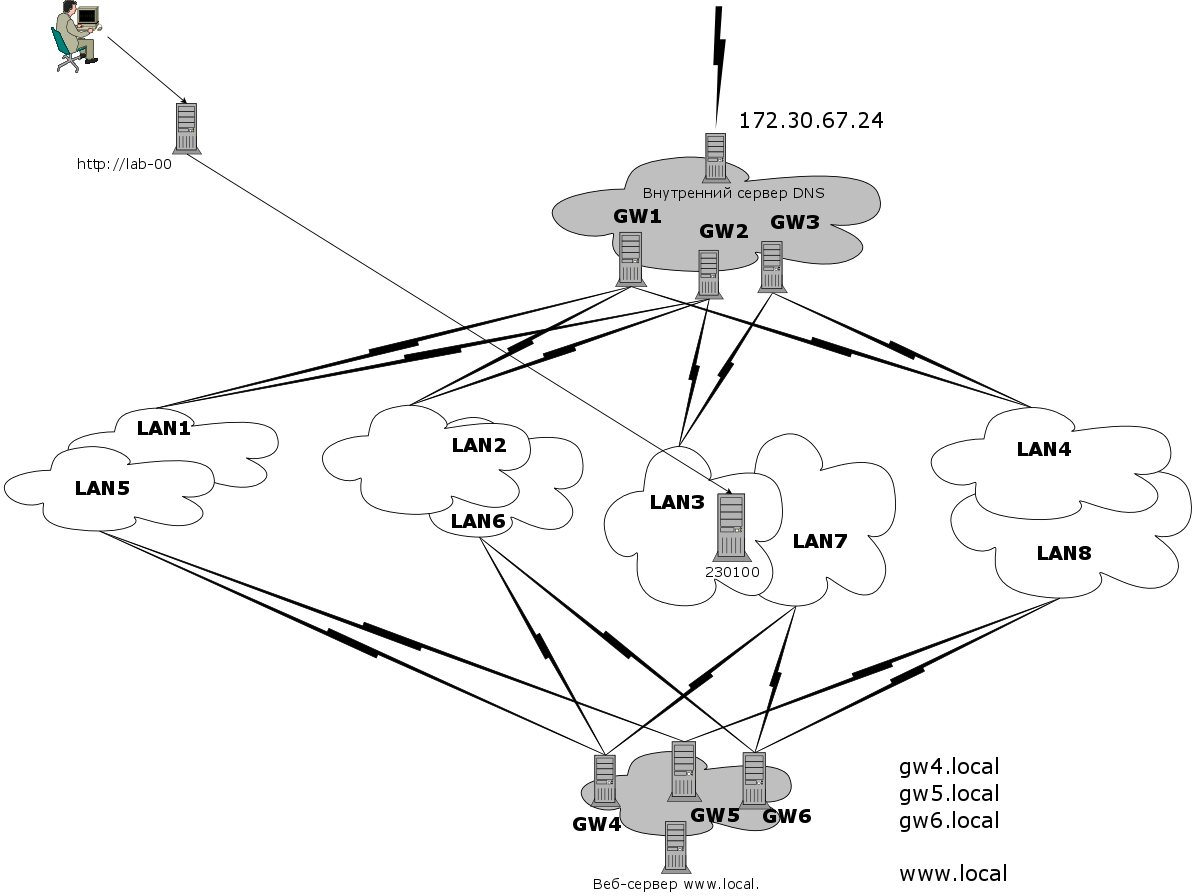 172.30.67.24
http://lab-00
Внутренний сервер DNS
GW1
GW2
GW3
LAN1
LAN2
LAN3
LAN4
LAN5
LAN6
LAN7
LAN8
230100
gw4.local
gw5.local
gw6.local
GW4
GW5
GW6
www.local
Веб-сервер www.local.